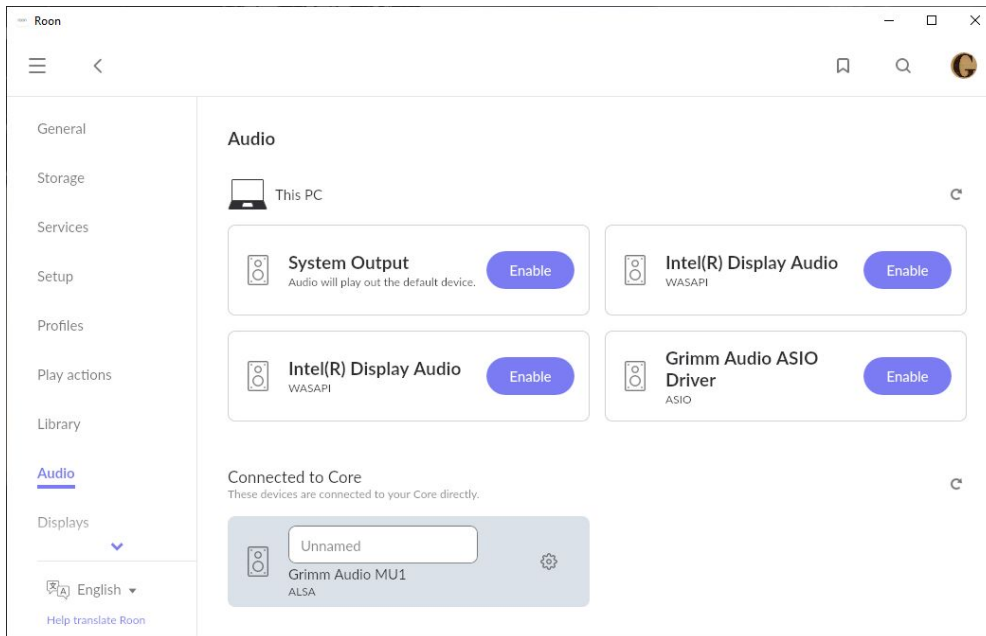 Roon
General
Storage
Services
Setup
Profiles
Play actions
Library
Audio
Displays
English
Help translate Roon
Audio
This PC
System Output
Audio will play out the default device.
Enable
Intel(R) Display Audio
WASAPI
Enable
Intel(R) Display Audio
WASAPI
Enable
Grimm Audio ASIO
Driver
ASIO
Enable
Connected to Core
These devices are connected to your Core directly.
Unnamed
Grimm Audio MU1
ALSA